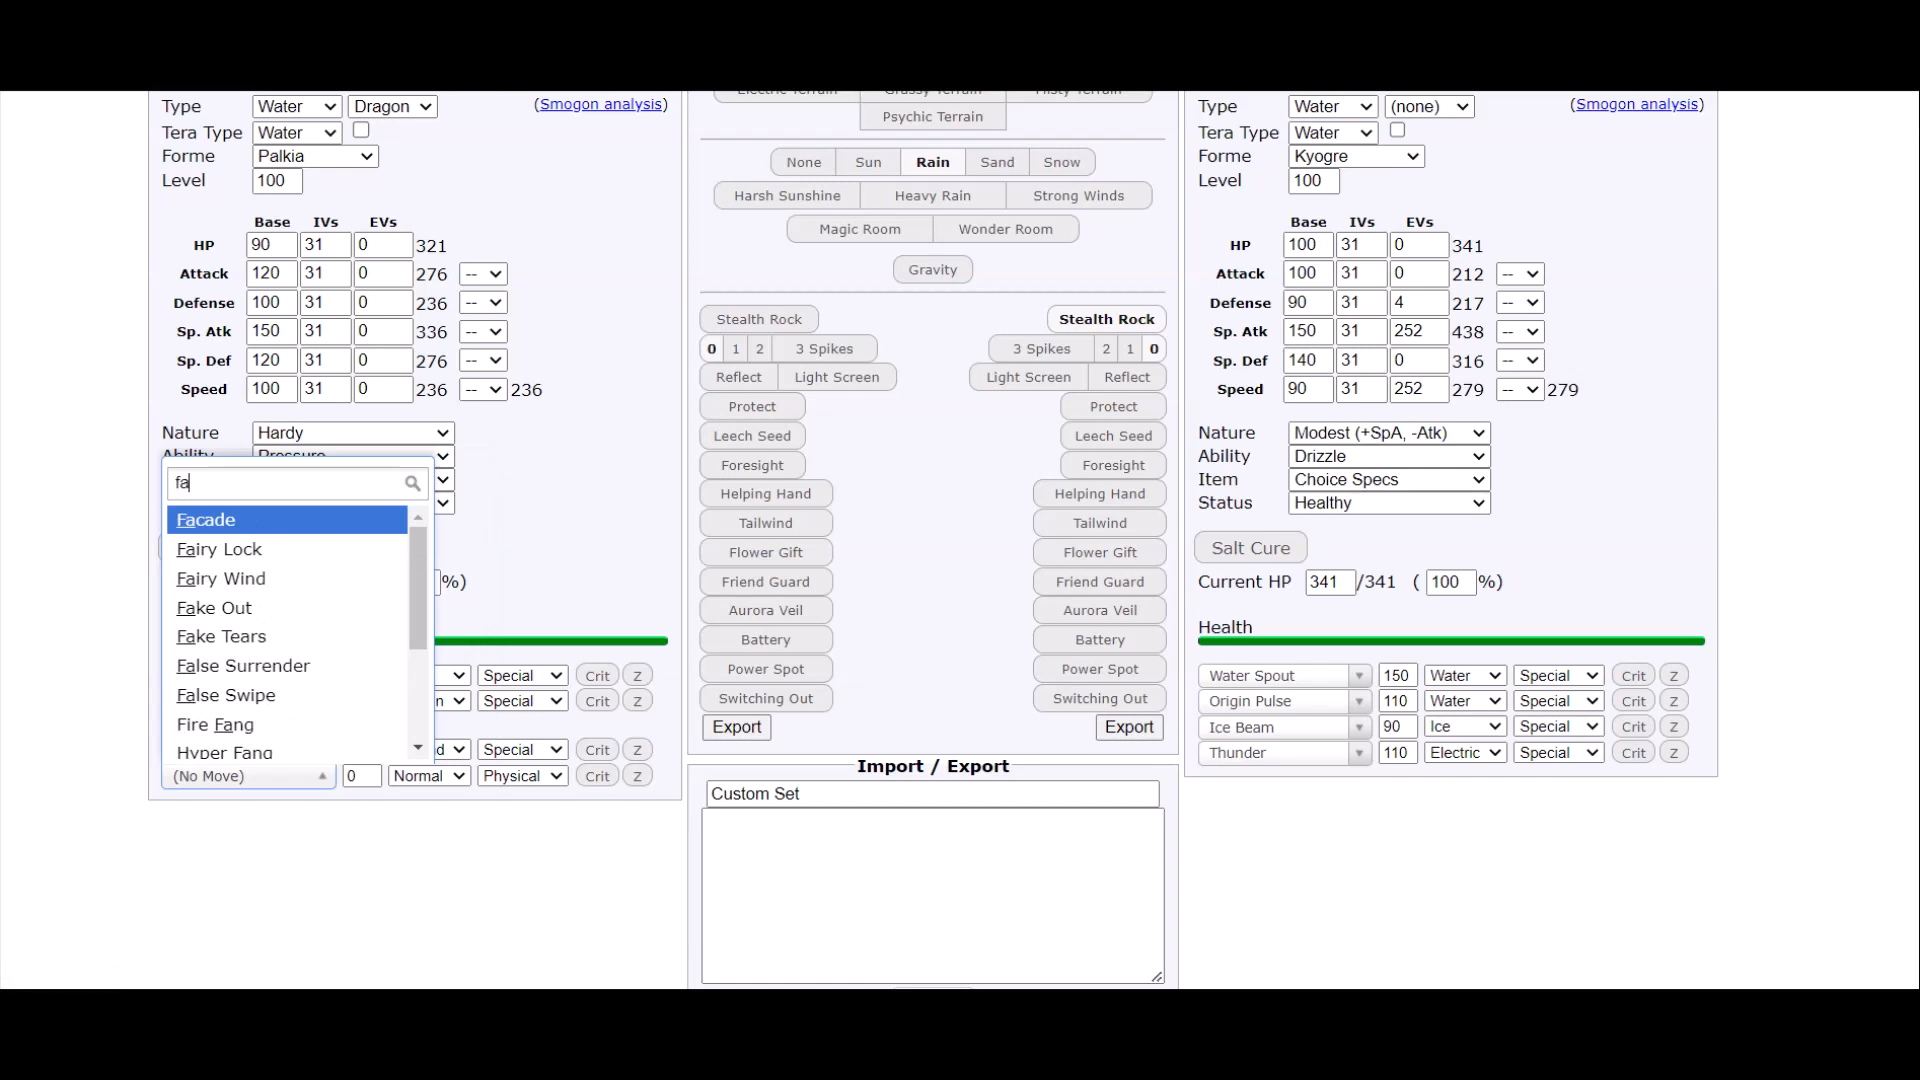 Type Water Dragon (Smogon analysis)
Tera Type Water
Forme Palkia
Level 100
Base IVs EVs
HP 90 31 0 321
Attack 120 31 0 276 --
Defense 100 31 0 236 --
Sp. Atk 150 31 0 336 --
Sp. Def 120 31 0 276 --
Speed 100 31 0 236 -- 236
Nature Hardy
Ability Pressure
fa
Facade
Fairy Lock
Fairy Wind
Fake Out
Fake Tears
False Surrender
False Swipe
Fire Fang
Hyper Fang
%)
Special Crit Z
n Special Crit Z
d Special Crit Z
(No Move) 0 Normal Physical Crit Z
Electric Terrain Grassy Terrain Misty Terrain
Psychic Terrain
None Sun Rain Sand Snow
Harsh Sunshine Heavy Rain Strong Winds
Magic Room Wonder Room
Gravity
Stealth Rock Stealth Rock
0 1 2 3 Spikes 3 Spikes 2 1 0
Reflect Light Screen Light Screen Reflect
Protect Protect
Leech Seed Leech Seed
Foresight Foresight
Helping Hand Helping Hand
Tailwind Tailwind
Flower Gift Flower Gift
Friend Guard Friend Guard
Aurora Veil Aurora Veil
Battery Battery
Power Spot Power Spot
Switching Out Switching Out
Export Export
Import / Export
Custom Set
Type Water (none) (Smogon analysis)
Tera Type Water
Forme Kyogre
Level 100
Base IVs EVs
HP 100 31 0 341
Attack 100 31 0 212 --
Defense 90 31 4 217 --
Sp. Atk 150 31 252 438 --
Sp. Def 140 31 0 316 --
Speed 90 31 252 279 -- 279
Nature Modest (+SpA, -Atk)
Ability Drizzle
Item Choice Specs
Status Healthy
Salt Cure
Current HP 341 /341 ( 100 %)
Health
Water Spout 150 Water Special Crit Z
Origin Pulse 110 Water Special Crit Z
Ice Beam 90 Ice Special Crit Z
Thunder 110 Electric Special Crit Z